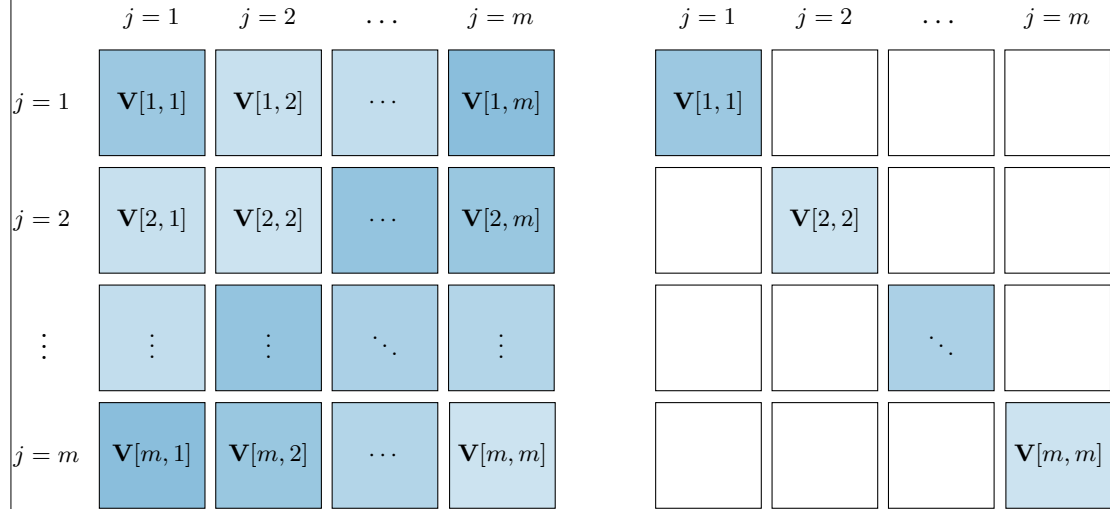 j = 1 j = 2 ... j = m j = 1 j = 2 ... j = m
j = 1 V[1, 1] V[1, 2] ⋯ V[1, m] V[1, 1]
j = 2 V[2, 1] V[2, 2] ⋯ V[2, m] V[2, 2]
⋮ ⋮ ⋮ ⋱ ⋮ ⋱
j = m V[m, 1] V[m, 2] ⋯ V[m, m] V[m, m]